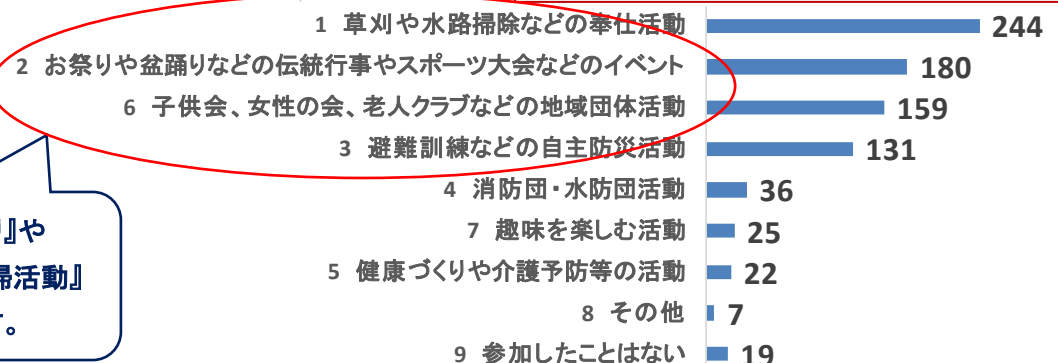 1 草刈や水路掃除などの奉仕活動 244
2 お祭りや盆踊りなどの伝統行事やスポーツ大会などのイベント 180
6 子供会、女性の会、老人クラブなどの地域団体活動 159
3 避難訓練などの自主防災活動 131
4 消防団・水防団活動 36
7 趣味を楽しむ活動 25
5 健康づくりや介護予防等の活動 22
8 その他 7
9 参加したことはない 19
』や
掃活動』
。